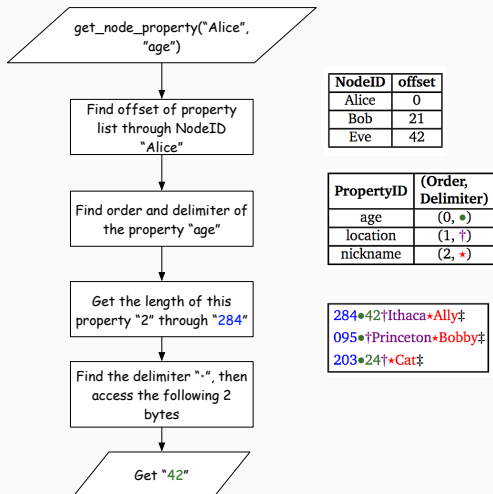 get_node_property("Alice",
"age")
Find offset of property
list through NodeID
"Alice"
Find order and delimiter of
the property "age"
Get the length of this
property "2" through "284"
Find the delimiter "•", then
access the following 2
bytes
Get "42"
NodeID offset
Alice 0
Bob 21
Eve 42
PropertyID (Order,
Delimiter)
age (0, •)
location (1, †)
nickname (2, ⋆)
284•42†Ithaca⋆Ally‡
095•†Princeton⋆Bobby‡
203•24†⋆Cat‡